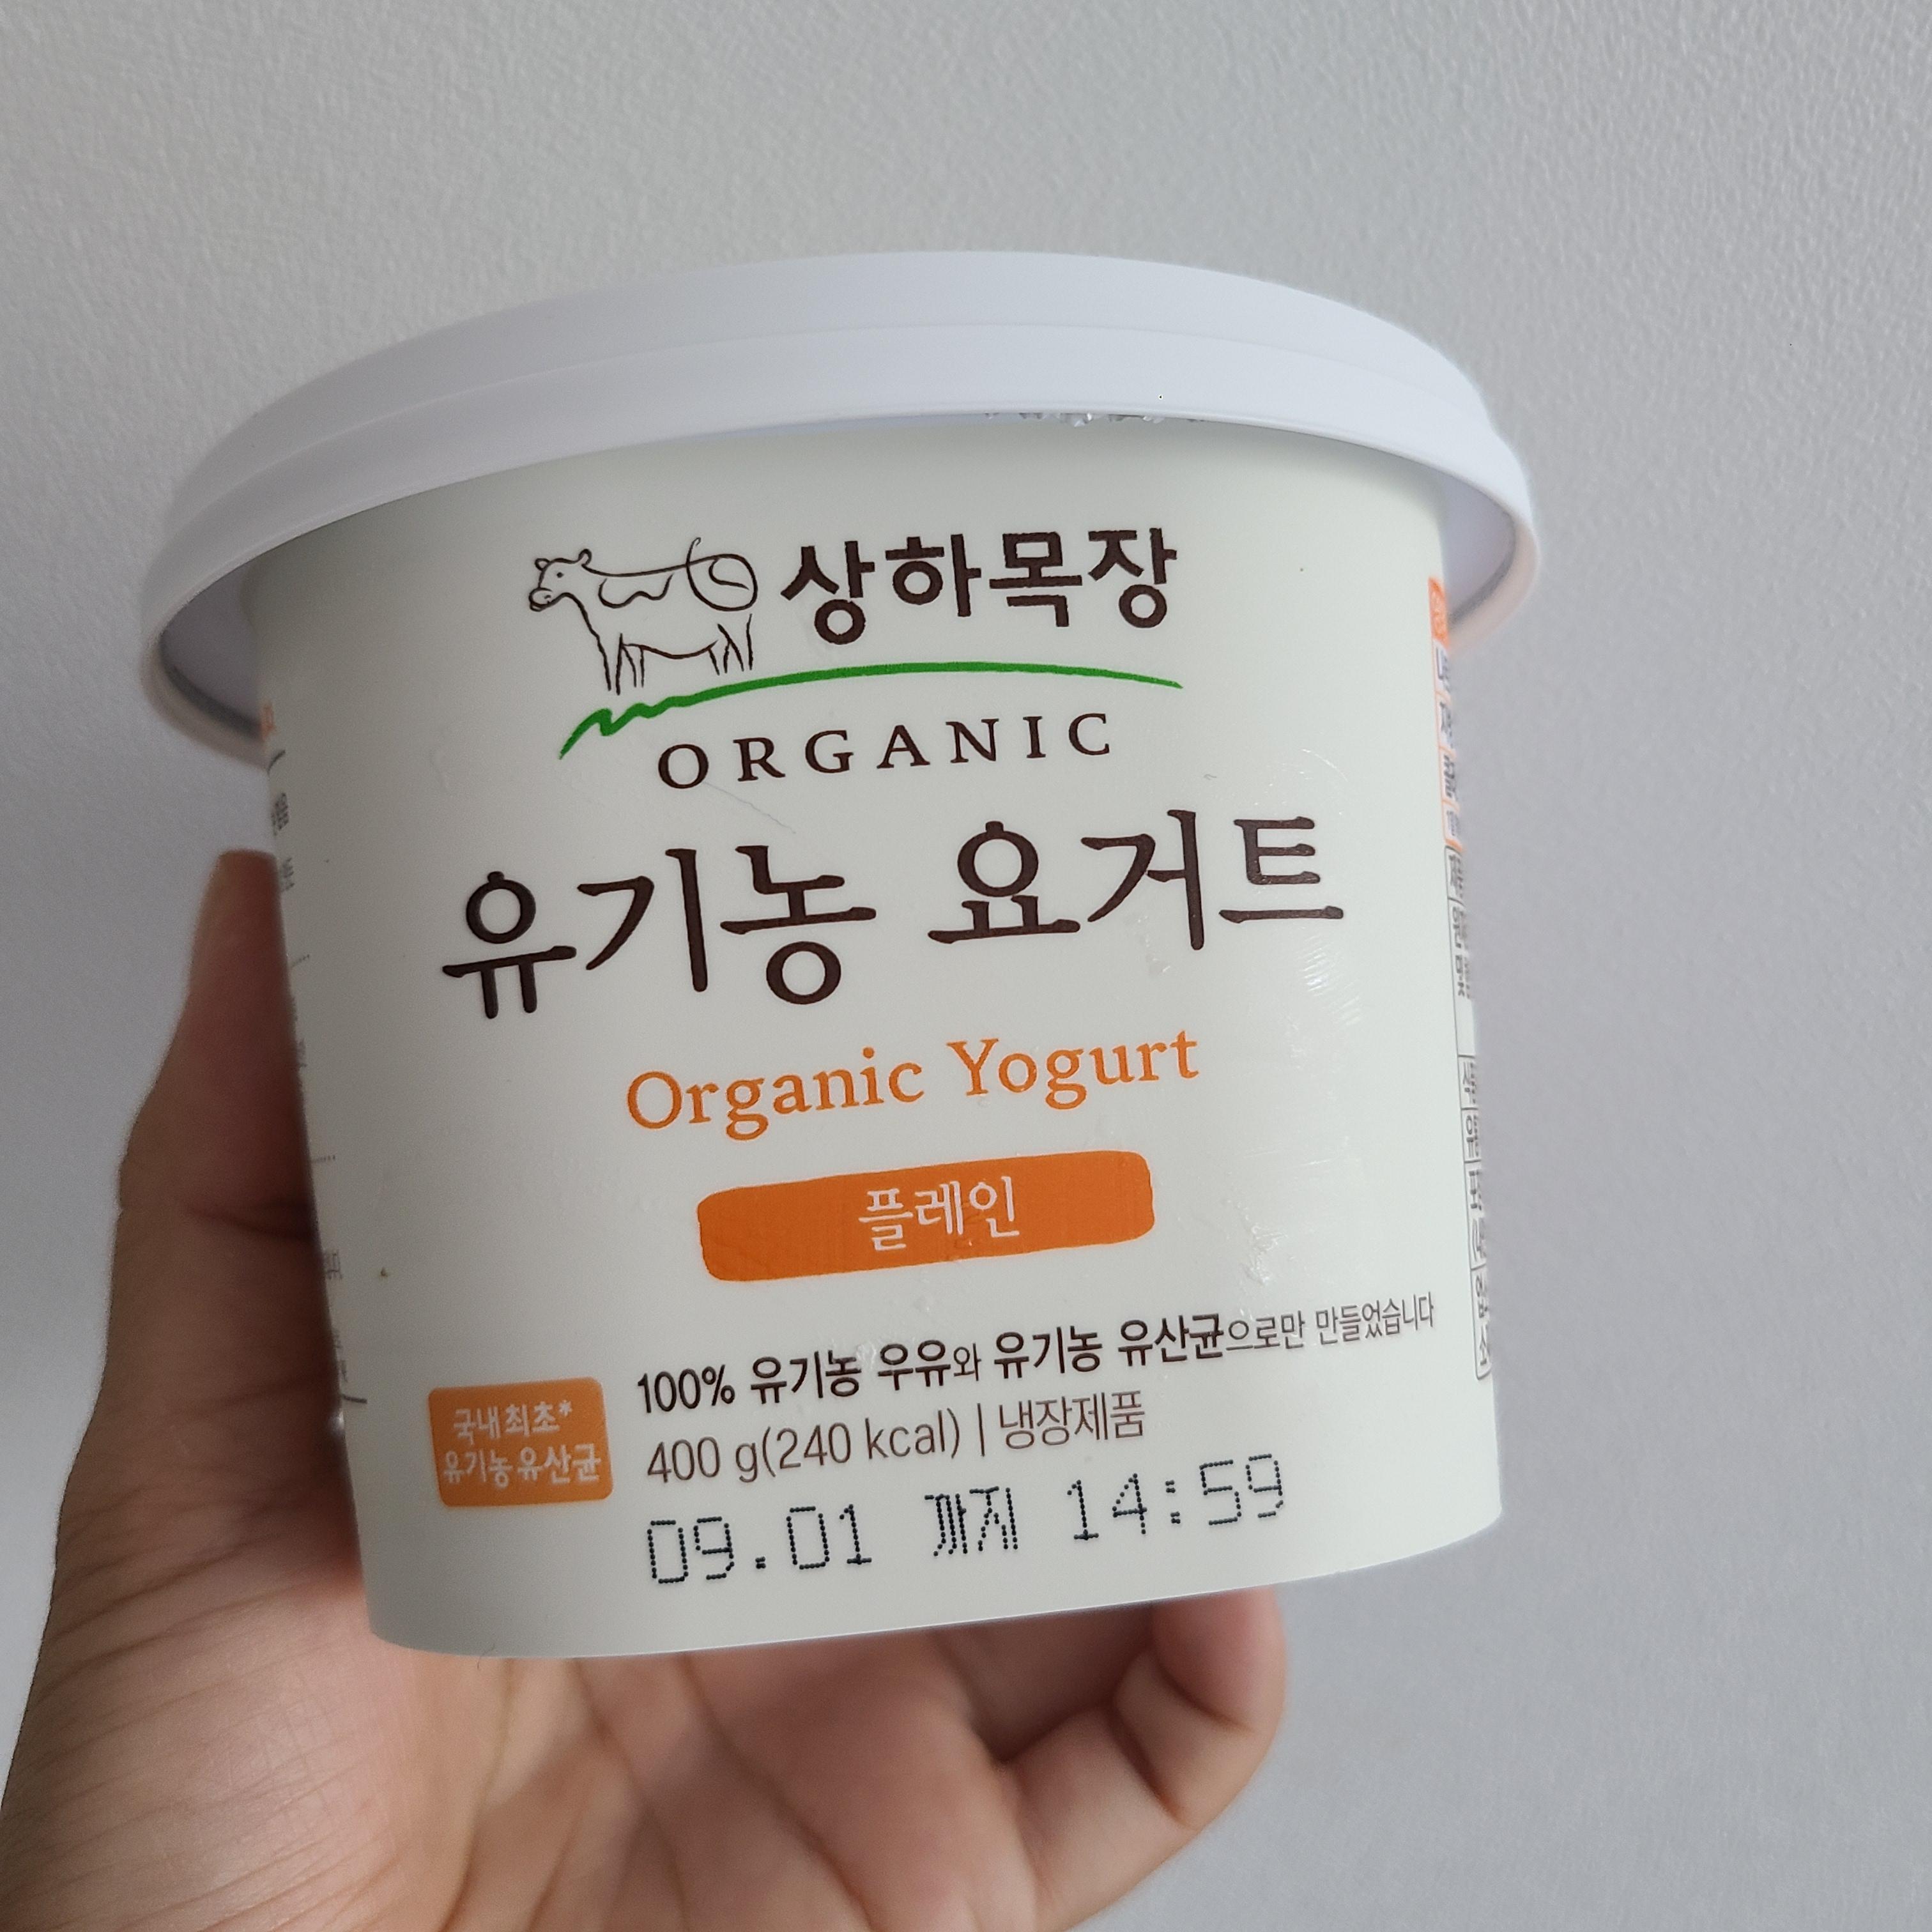 상하목장
ORGANIC
유기농 요거트
Organic Yogurt
플레인
100% 유기농 우유와 유기농 유산균으로만 만들었습니다
국내 최초*
유기농 유산균
400 g(240 kcal) | 냉장제품
09.01 까지 14:59